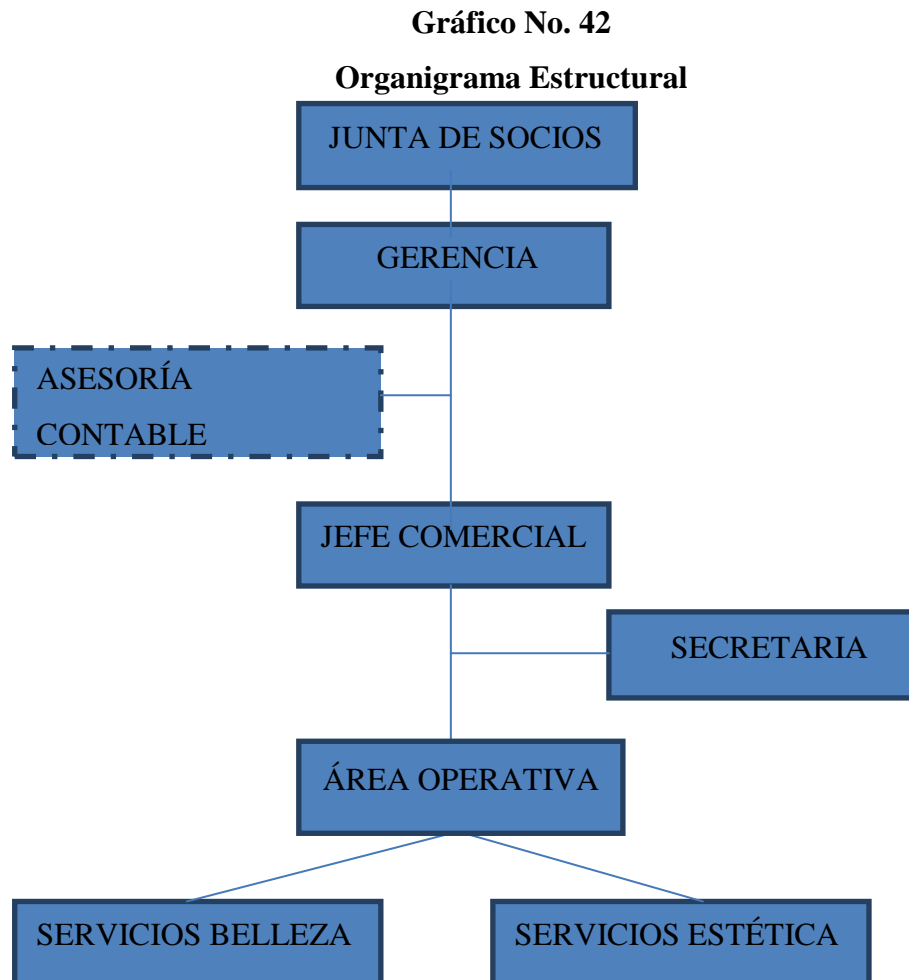 Gráfico No. 42
Organigrama Estructural
JUNTA DE SOCIOS
GERENCIA
ASESORÍA
CONTABLE
JEFE COMERCIAL
SECRETARIA
ÁREA OPERATIVA
SERVICIOS BELLEZA
SERVICIOS ESTÉTICA